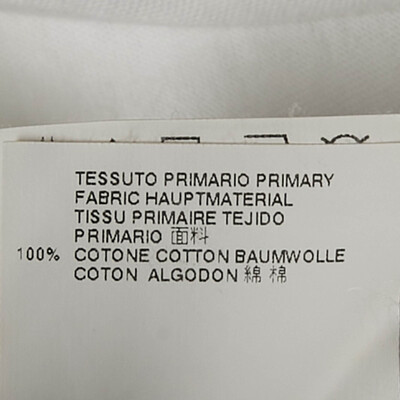 TESSUTO PRIMARIO PRIMARY
FABRIC HAUPTMATERIAL
TISSU PRIMAIRE TEJIDO
PRIMARIO 面料
100% COTONE COTTON BAUMWOLLE
COTON ALGODON 綿 棉